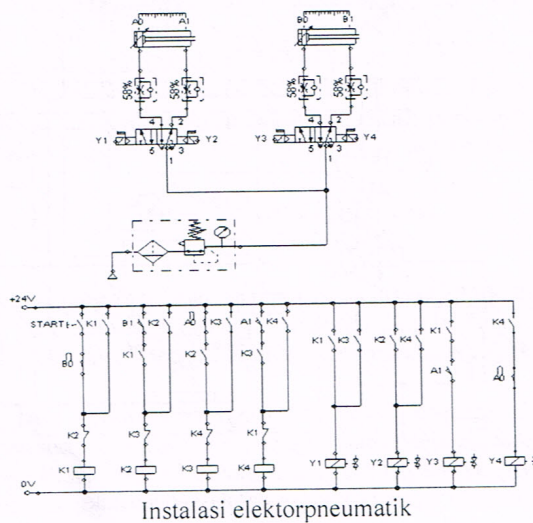 A0 A1 B0 B1
58% 58% 58% 58%
4 2 4 2
Y1 Y2 Y3 Y4
5 3 5 3
1 1
+24V
START K1 B1 K2 A0 K3 A1 K4 K1 K3 K2 K4 K1 K4
B0 K1 K2 K3 A1 A0
K2 K3 K4 K1
K1 K2 K3 K4 Y1 Y2 Y3 Y4
0V
Instalasi elektorpneumatik